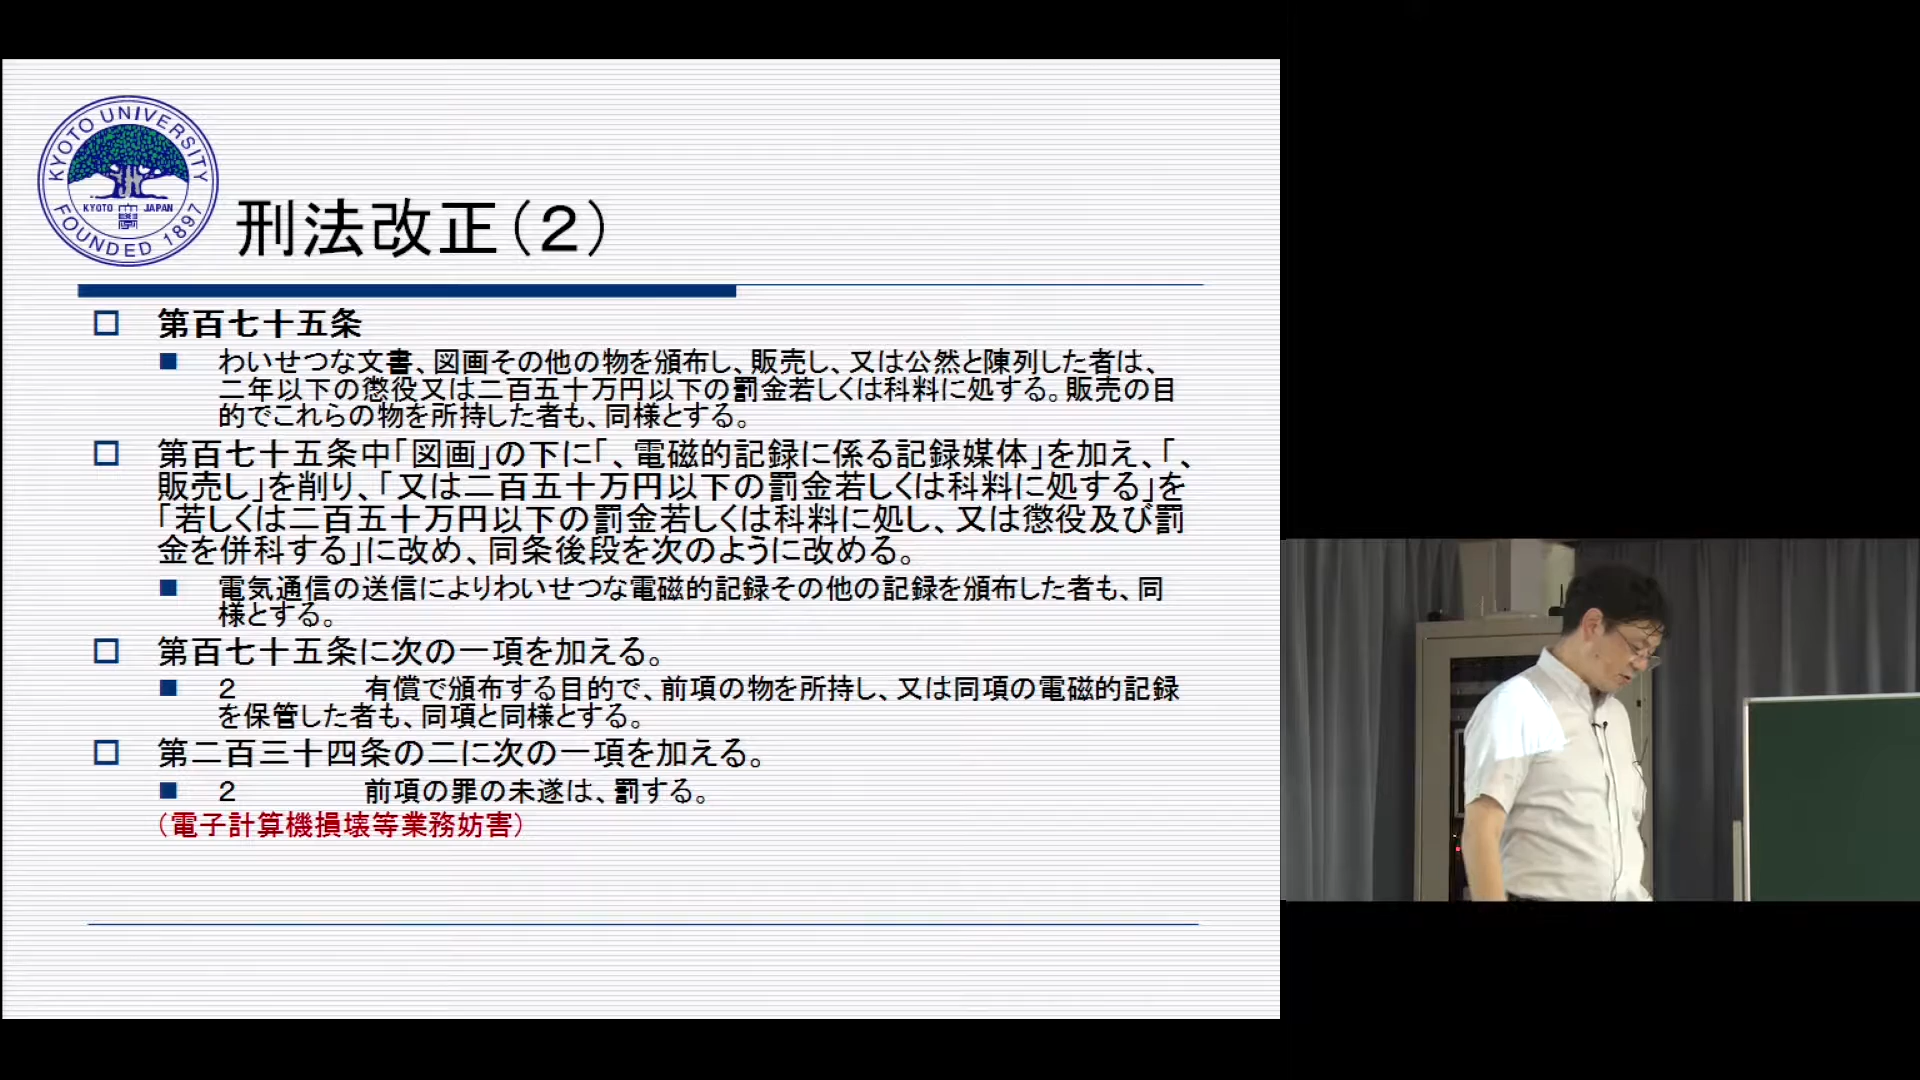 KYOTO UNIVERSITY
KYOTO JAPAN
FOUNDED 1897
刑法改正（２）
第百七十五条
わいせつな文書、図画その他の物を頒布し、販売し、又は公然と陳列した者は、
二年以下の懲役又は二百五十万円以下の罰金若しくは科料に処する。販売の目
的でこれらの物を所持した者も、同様とする。
第百七十五条中「図画」の下に「、電磁的記録に係る記録媒体」を加え、「、
販売し」を削り、「又は二百五十万円以下の罰金若しくは科料に処する」を
「若しくは二百五十万円以下の罰金若しくは科料に処し、又は懲役及び罰
金を併科する」に改め、同条後段を次のように改める。
電気通信の送信によりわいせつな電磁的記録その他の記録を頒布した者も、同
様とする。
第百七十五条に次の一項を加える。
２　有償で頒布する目的で、前項の物を所持し、又は同項の電磁的記録
を保管した者も、同項と同様とする。
第二百三十四条の二に次の一項を加える。
２　前項の罪の未遂は、罰する。
（電子計算機損壊等業務妨害）